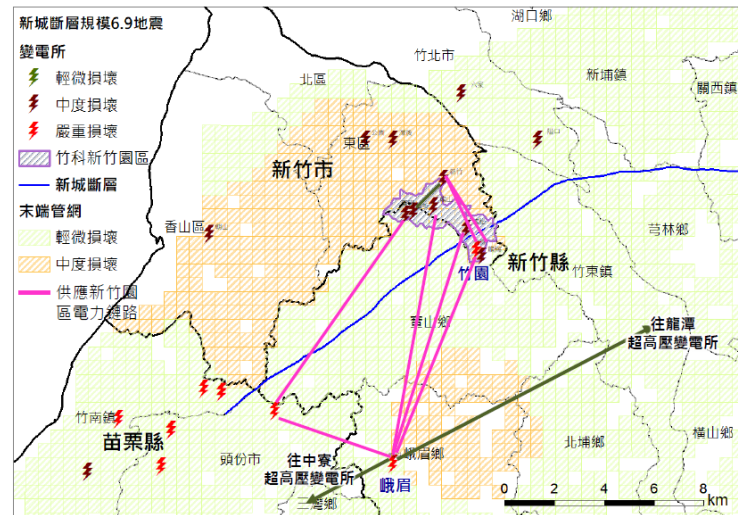 新城斷層規模6.9地震
變電所
輕微損壞
中度損壞
嚴重損壞
竹科新竹園區
新城斷層
末端管網
輕微損壞
中度損壞
供應新竹園
區電力鏈路
湖口鄉
竹北市
新埔鎮
關西鎮
北區
東區
新竹市
新竹
香山區
芎林鄉
竹園
新竹縣
竹東鎮
寶山鄉
往龍潭
超高壓變電所
竹南鎮
苗栗縣
頭份市
往中寮
超高壓變電所
峨眉鄉
峨眉
北埔鄉
橫山鄉
三灣鄉
0 2 4 6 8
km